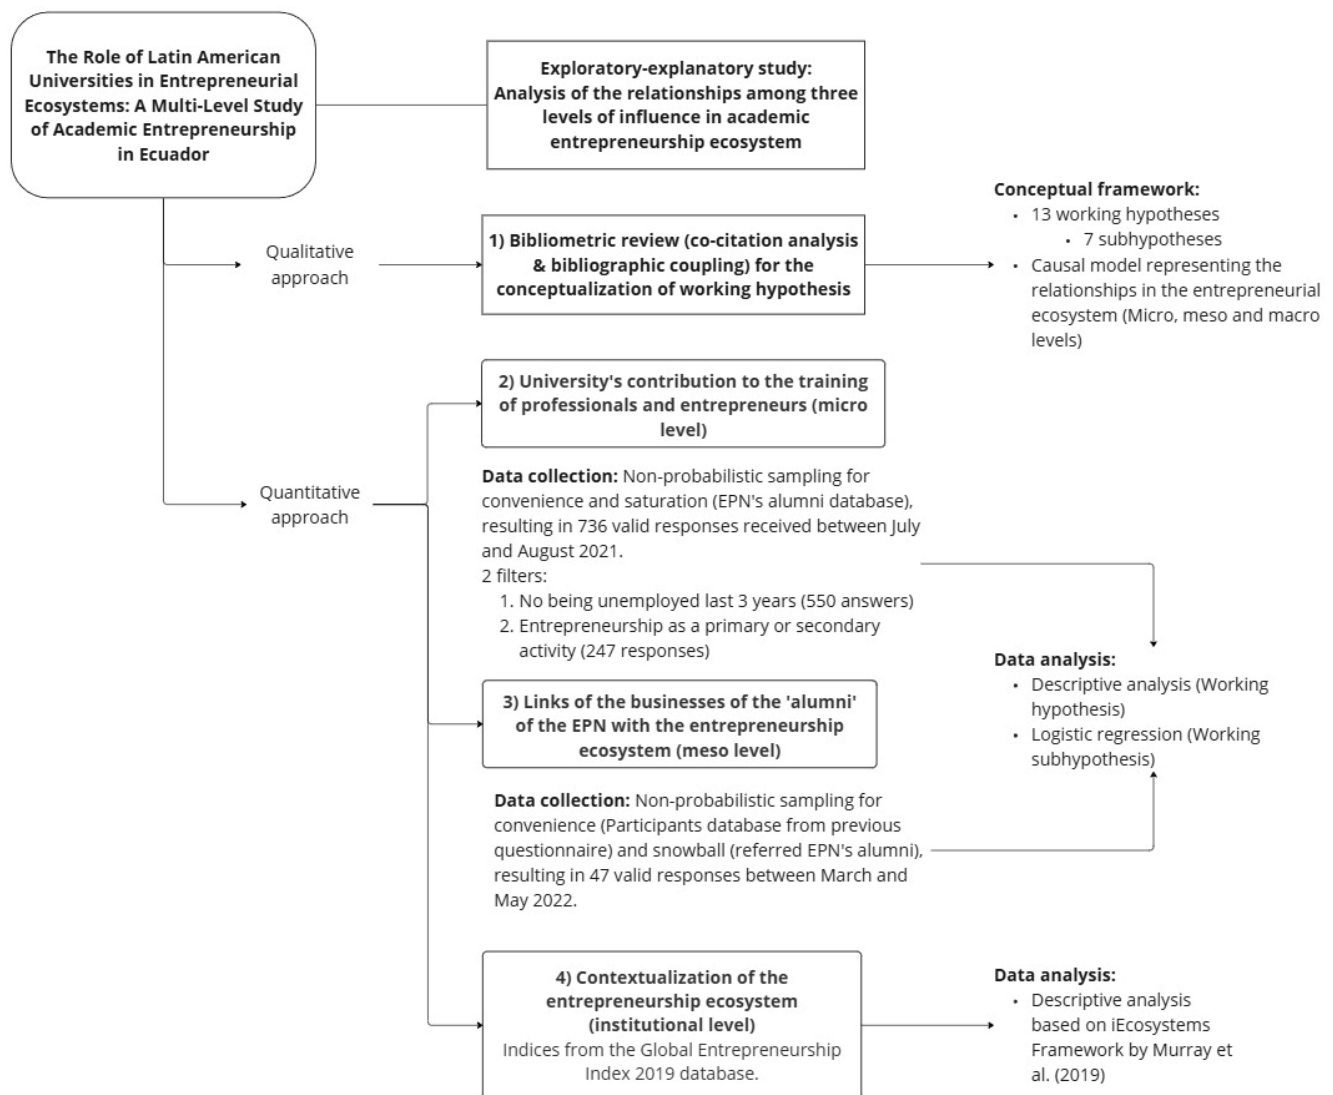 The Role of Latin American
Universities in Entrepreneurial
Ecosystems: A Multi-Level Study
of Academic Entrepreneurship
in Ecuador
Exploratory-explanatory study:
Analysis of the relationships among three
levels of influence in academic
entrepreneurship ecosystem
Qualitative
approach
1) Bibliometric review (co-citation analysis
& bibliographic coupling) for the
conceptualization of working hypothesis
Conceptual framework:
• 13 working hypotheses
• 7 subhypotheses
• Causal model representing the
relationships in the entrepreneurial
ecosystem (Micro, meso and macro
levels)
Quantitative
approach
2) University's contribution to the training
of professionals and entrepreneurs (micro
level)
Data collection: Non-probabilistic sampling for
convenience and saturation (EPN's alumni database),
resulting in 736 valid responses received between July
and August 2021.
2 filters:
1. No being unemployed last 3 years (550 answers)
2. Entrepreneurship as a primary or secondary
activity (247 responses)
3) Links of the businesses of the 'alumni'
of the EPN with the entrepreneurship
ecosystem (meso level)
Data collection: Non-probabilistic sampling for
convenience (Participants database from previous
questionnaire) and snowball (referred EPN's alumni),
resulting in 47 valid responses between March and
May 2022.
Data analysis:
• Descriptive analysis (Working
hypothesis)
• Logistic regression (Working
subhypothesis)
4) Contextualization of the
entrepreneurship ecosystem
(institutional level)
Indices from the Global Entrepreneurship
Index 2019 database.
Data analysis:
• Descriptive analysis
based on iEcosystems
Framework by Murray et
al. (2019)